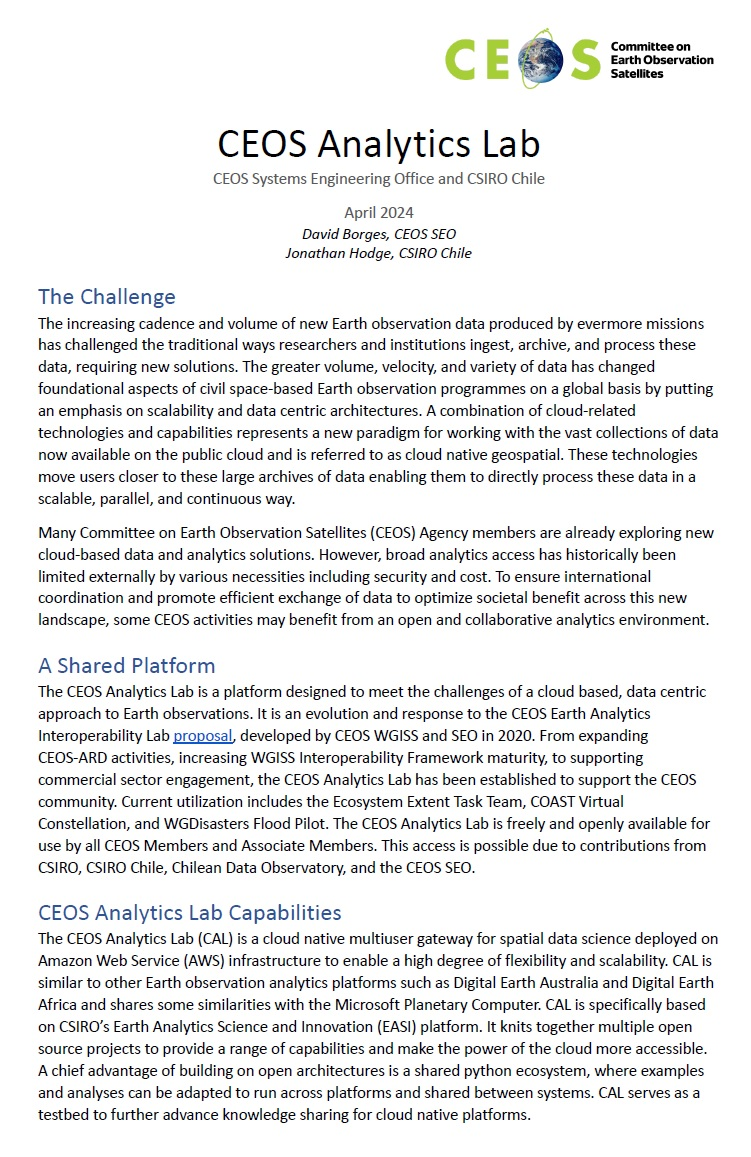 CEOS
Committee on
Earth Observation
Satellites
CEOS Analytics Lab
CEOS Systems Engineering Office and CSIRO Chile
April 2024
David Borges, CEOS SEO
Jonathan Hodge, CSIRO Chile
The Challenge
The increasing cadence and volume of new Earth observation data produced by evermore missions
has challenged the traditional ways researchers and institutions ingest, archive, and process these
data, requiring new solutions. The greater volume, velocity, and variety of data has changed
foundational aspects of civil space-based Earth observation programmes on a global basis by putting
an emphasis on scalability and data centric architectures. A combination of cloud-related
technologies and capabilities represents a new paradigm for working with the vast collections of data
now available on the public cloud and is referred to as cloud native geospatial. These technologies
move users closer to these large archives of data enabling them to directly process these data in a
scalable, parallel, and continuous way.
Many Committee on Earth Observation Satellites (CEOS) Agency members are already exploring new
cloud-based data and analytics solutions. However, broad analytics access has historically been
limited externally by various necessities including security and cost. To ensure international
coordination and promote efficient exchange of data to optimize societal benefit across this new
landscape, some CEOS activities may benefit from an open and collaborative analytics environment.
A Shared Platform
The CEOS Analytics Lab is a platform designed to meet the challenges of a cloud based, data centric
approach to Earth observations. It is an evolution and response to the CEOS Earth Analytics
Interoperability Lab proposal, developed by CEOS WGISS and SEO in 2020. From expanding
CEOS-ARD activities, increasing WGISS Interoperability Framework maturity, to supporting
commercial sector engagement, the CEOS Analytics Lab has been established to support the CEOS
community. Current utilization includes the Ecosystem Extent Task Team, COAST Virtual
Constellation, and WGDisasters Flood Pilot. The CEOS Analytics Lab is freely and openly available for
use by all CEOS Members and Associate Members. This access is possible due to contributions from
CSIRO, CSIRO Chile, Chilean Data Observatory, and the CEOS SEO.
CEOS Analytics Lab Capabilities
The CEOS Analytics Lab (CAL) is a cloud native multiuser gateway for spatial data science deployed on
Amazon Web Service (AWS) infrastructure to enable a high degree of flexibility and scalability. CAL is
similar to other Earth observation analytics platforms such as Digital Earth Australia and Digital Earth
Africa and shares some similarities with the Microsoft Planetary Computer. CAL is specifically based
on CSIRO’s Earth Analytics Science and Innovation (EASI) platform. It knits together multiple open
source projects to provide a range of capabilities and make the power of the cloud more accessible.
A chief advantage of building on open architectures is a shared python ecosystem, where examples
and analyses can be adapted to run across platforms and shared between systems. CAL serves as a
testbed to further advance knowledge sharing for cloud native platforms.